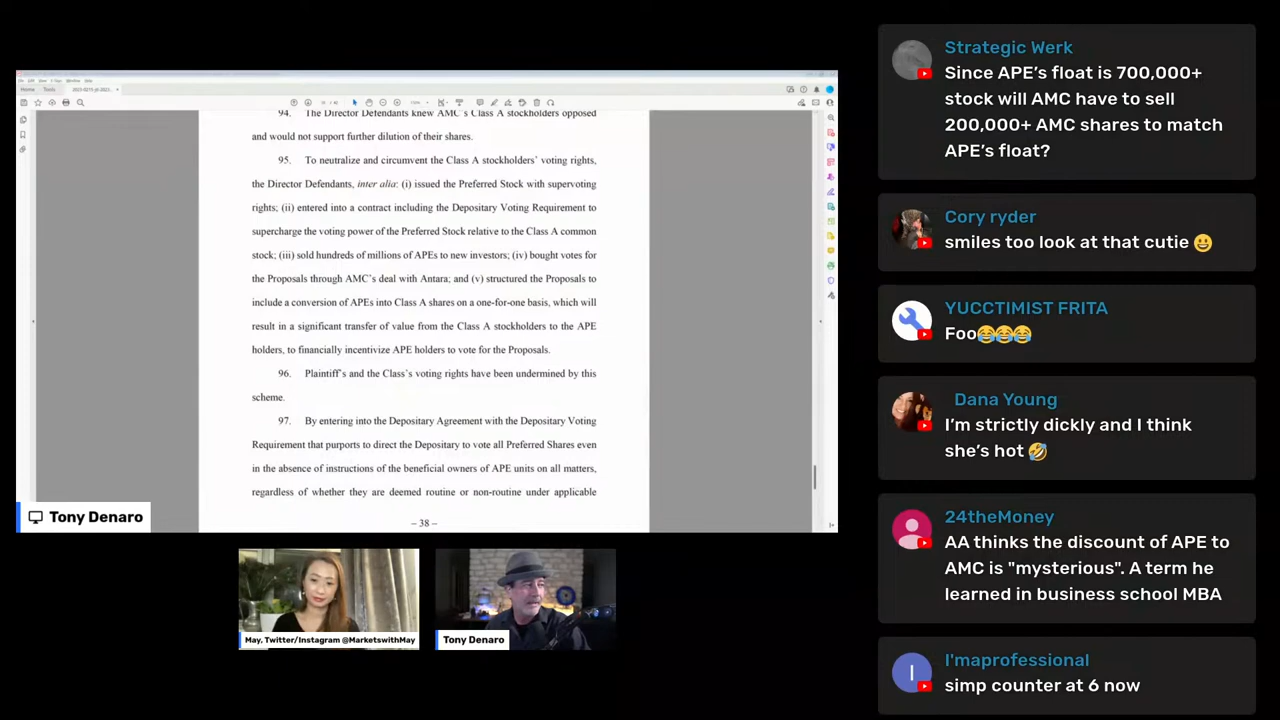 Home Tools
94. The Director Defendants knew AMC's Class A stockholders opposed
and would not support further dilution of their shares.
95. To neutralize and circumvent the Class A stockholders' voting rights,
the Director Defendants, inter alia: (i) issued the Preferred Stock with supervoting
rights; (ii) entered into a contract including the Depositary Voting Requirement to
supercharge the voting power of the Preferred Stock relative to the Class A common
stock; (iii) sold hundreds of millions of APEs to new investors; (iv) bought votes for
the Proposals through AMC's deal with Antara; and (v) structured the Proposals to
include a conversion of APEs into Class A shares on a one-for-one basis, which will
result in a significant transfer of value from the Class A stockholders to the APE
holders, to financially incentivize APE holders to vote for the Proposals.
96. Plaintiff's and the Class's voting rights have been undermined by this
scheme.
97. By entering into the Depositary Agreement with the Depositary Voting
Requirement that purports to direct the Depositary to vote all Preferred Shares even
in the absence of instructions of the beneficial owners of APE units on all matters,
regardless of whether they are deemed routine or non-routine under applicable
– 38 –
Tony Denaro
May, Twitter/Instagram @MarketswithMay
Tony Denaro
Strategic Werk
Since APE's float is 700,000+
stock will AMC have to sell
200,000+ AMC shares to match
APE's float?
Cory ryder
smiles too look at that cutie 😀
YUCCTIMIST FRITA
Foo😂😂😂
Dana Young
I'm strictly dickly and I think
she's hot 🤣
24theMoney
AA thinks the discount of APE to
AMC is "mysterious". A term he
learned in business school MBA
I'maprofessional
I
simp counter at 6 now